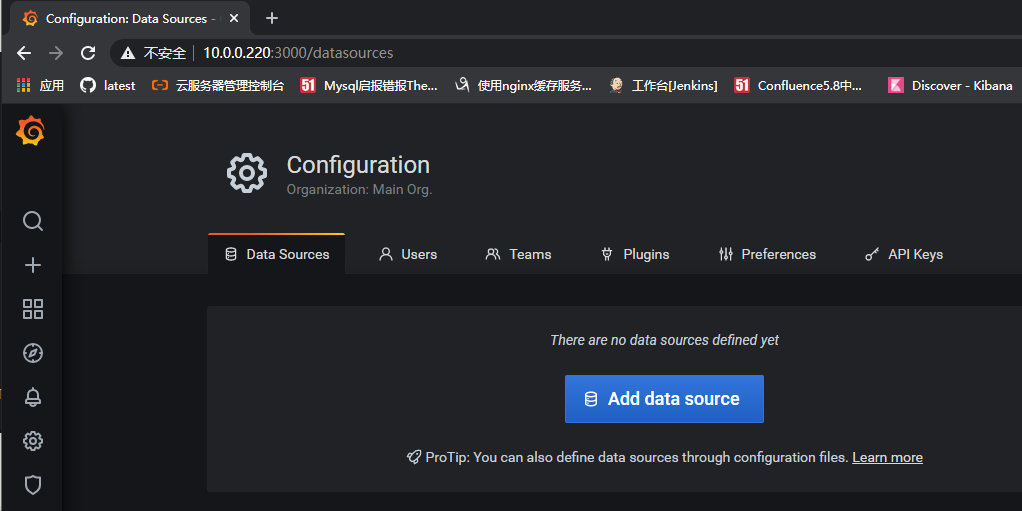 Configuration: Data Sources -
不安全 10.0.0.220:3000/datasources
应用 latest 云服务器管理控制台 Mysql启报错报The... 使用nginx缓存服务... 工作台[Jenkins] Confluence5.8中... Discover - Kibana
Configuration
Organization: Main Org.
Data Sources Users Teams Plugins Preferences API Keys
There are no data sources defined yet
Add data source
ProTip: You can also define data sources through configuration files. Learn more